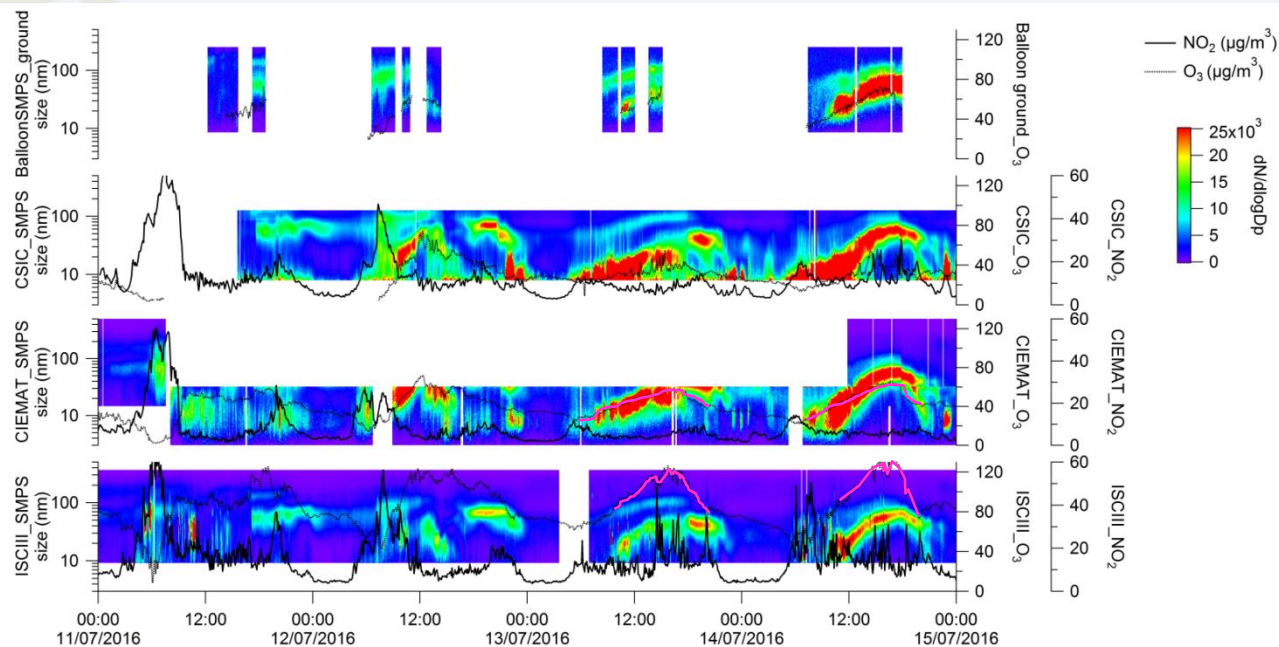 BalloonSMPS_ground
size (nm)
100
10
120
80
40
0
Balloon ground_O3
NO2 (µg/m3)
O3 (µg/m3)
25x10^3
20
15
10
5
0
dN/dlogDp
CSIC_SMPS
size (nm)
100
10
120
80
40
0
CSIC_O3
60
40
20
0
CSIC_NO2
CIEMAT_SMPS
size (nm)
100
10
120
80
40
0
CIEMAT_O3
60
40
20
0
CIEMAT_NO2
ISCIII_SMPS
size (nm)
100
10
120
80
40
0
ISCIII_O3
60
40
20
0
ISCIII_NO2
00:00 12:00 00:00 12:00 00:00 12:00 00:00 12:00 00:00
11/07/2016 12/07/2016 13/07/2016 14/07/2016 15/07/2016